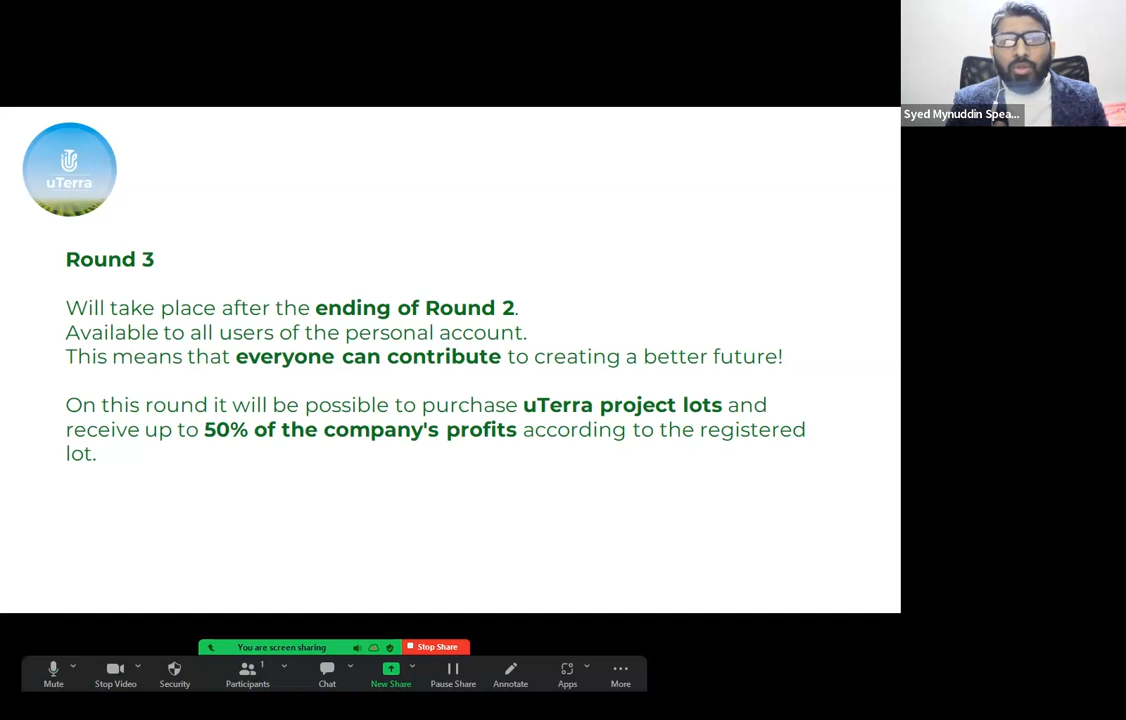 Syed Mynuddin Spea...
uTerra
Round 3
Will take place after the ending of Round 2.
Available to all users of the personal account.
This means that everyone can contribute to creating a better future!
On this round it will be possible to purchase uTerra project lots and
receive up to 50% of the company's profits according to the registered
lot.
You are screen sharing
Stop Share
Mute
Stop Video
Security
1
Participants
Chat
New Share
Pause Share
Annotate
Apps
More